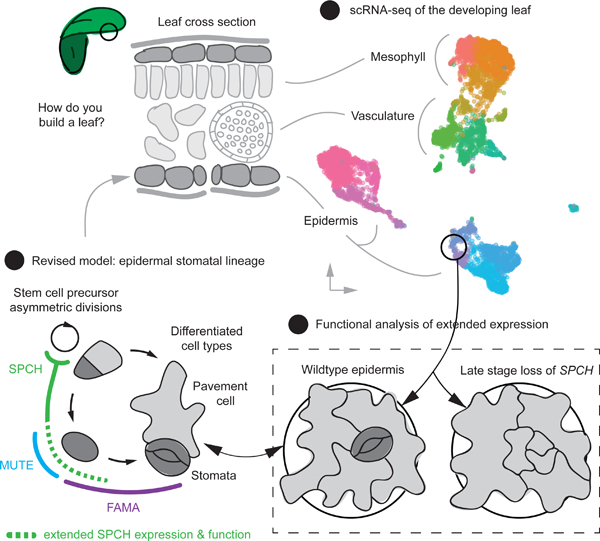 Leaf cross section
scRNA-seq of the developing leaf
Mesophyll
How do you
build a leaf?
Vasculature
Epidermis
Revised model: epidermal stomatal lineage
Stem cell precursor
asymmetric divisions
Differentiated
cell types
SPCH
Pavement
cell
MUTE
Stomata
FAMA
extended SPCH expression & function
Functional analysis of extended expression
Wildtype epidermis
Late stage loss of SPCH